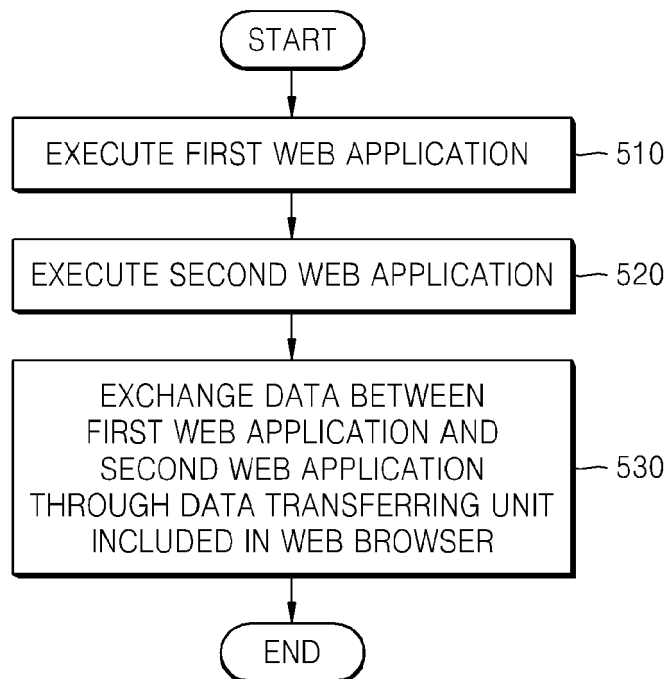 START
EXECUTE FIRST WEB APPLICATION
510
EXECUTE SECOND WEB APPLICATION
520
EXCHANGE DATA BETWEEN
FIRST WEB APPLICATION AND
SECOND WEB APPLICATION
THROUGH DATA TRANSFERRING UNIT
INCLUDED IN WEB BROWSER
530
END